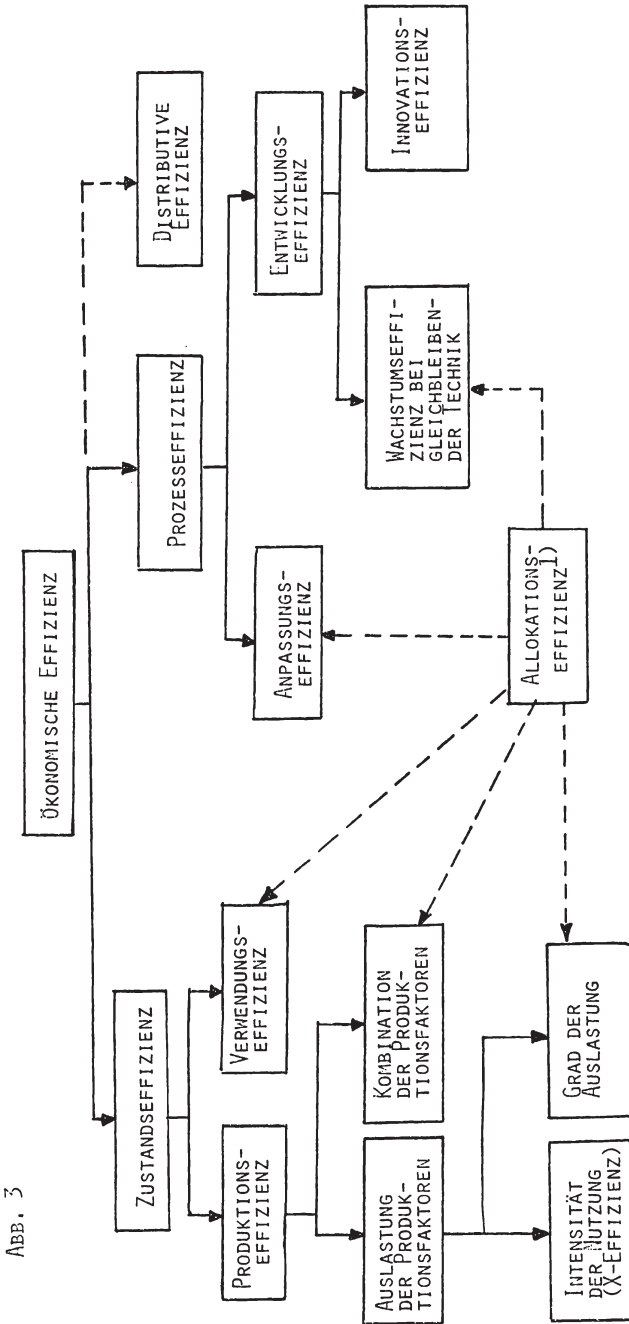 ABB. 3
ÖKONOMISCHE EFFIZIENZ
ZUSTANDSEFFIZIENZ
PROZESSEFFIZIENZ
DISTRIBUTIVE
EFFIZIENZ
PRODUKTIONS-
EFFIZIENZ
VERWENDUNGS-
EFFIZIENZ
ANPASSUNGS-
EFFIZIENZ
ENTWICKLUNGS-
EFFIZIENZ
AUSLASTUNG
DER PRODUK-
TIONSFAKTOREN
KOMBINATION
DER PRODUK-
TIONSFAKTOREN
WACHSTUMSEFFI-
ZIENZ BEI
GLEICHBLEIBEN-
DER TECHNIK
INNOVATIONS-
EFFIZIENZ
INTENSITÄT
DER NUTZUNG
(X-EFFIZIENZ)
GRAD DER
AUSLASTUNG
ALLOKATIONS-
EFFIZIENZ1)